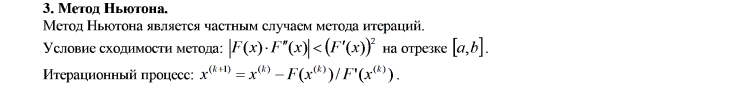 3. Метод Ньютона.
Метод Ньютона является частным случаем метода итераций.
Условие сходимости метода: |F(x)·F″(x)| < (F′(x))² на отрезке [a,b].
Итерационный процесс: x⁽ᵏ⁺¹⁾ = x⁽ᵏ⁾ − F(x⁽ᵏ⁾) / F'(x⁽ᵏ⁾).